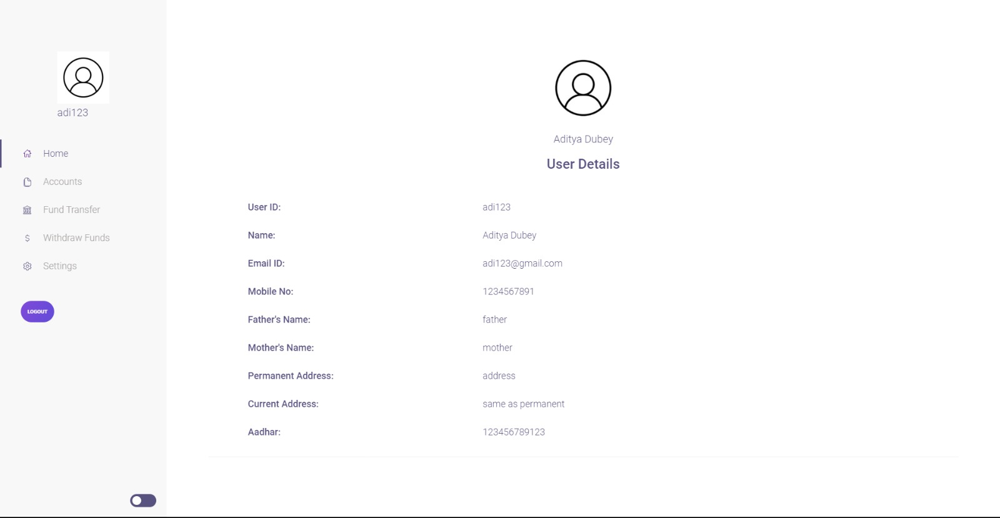 adi123
Home
Accounts
Fund Transfer
Withdraw Funds
Settings
LOGOUT
Aditya Dubey
User Details
User ID: adi123
Name: Aditya Dubey
Email ID: adi123@gmail.com
Mobile No: 1234567891
Father's Name: father
Mother's Name: mother
Permanent Address: address
Current Address: same as permanent
Aadhar: 123456789123